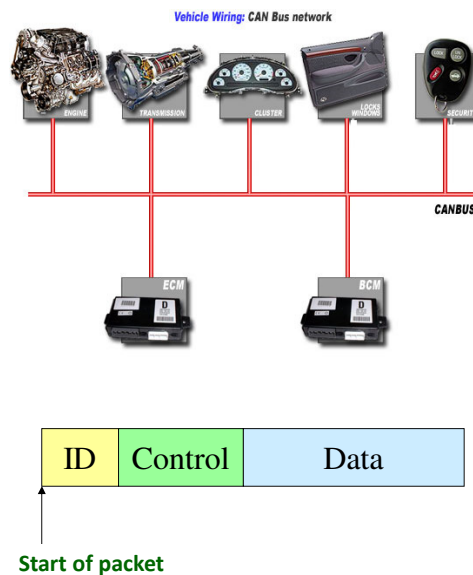 Vehicle Wiring: CAN Bus network
ENGINE
TRANSMISSION
CLUSTER
LOCKS
WINDOWS
SECURIT
CANBUS
ECM
BCM
D
D
ID
Control
Data
Start of packet